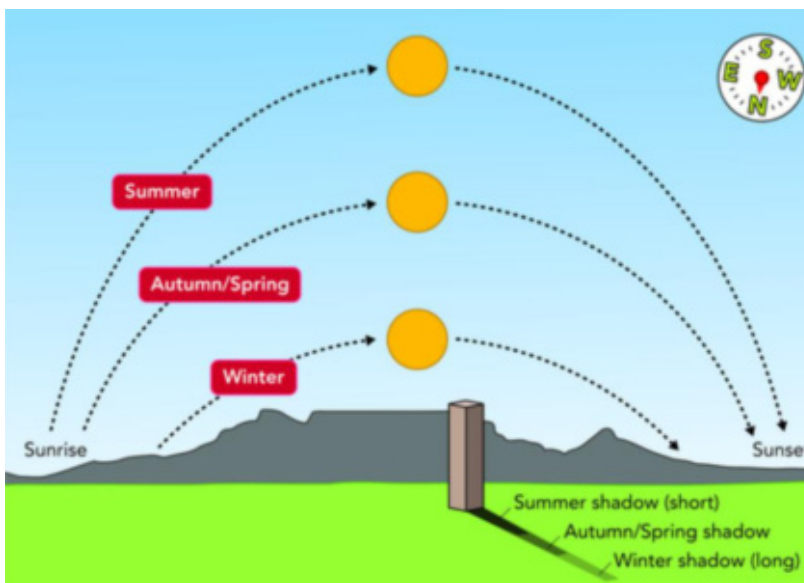 S
E W
N
Summer
Autumn/Spring
Winter
Sunrise
Sunse
Summer shadow (short)
Autumn/Spring shadow
Winter shadow (long)